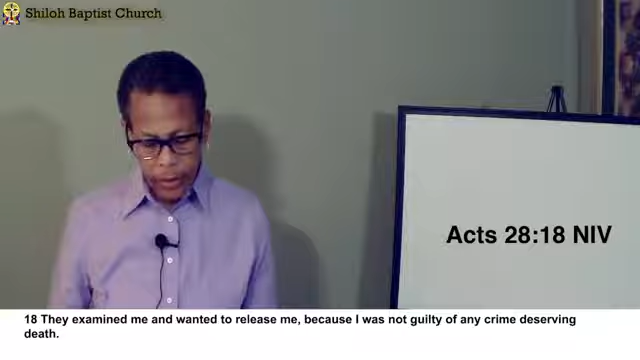 Shiloh Baptist Church
Acts 28:18 NIV
18 They examined me and wanted to release me, because I was not guilty of any crime deserving
death.